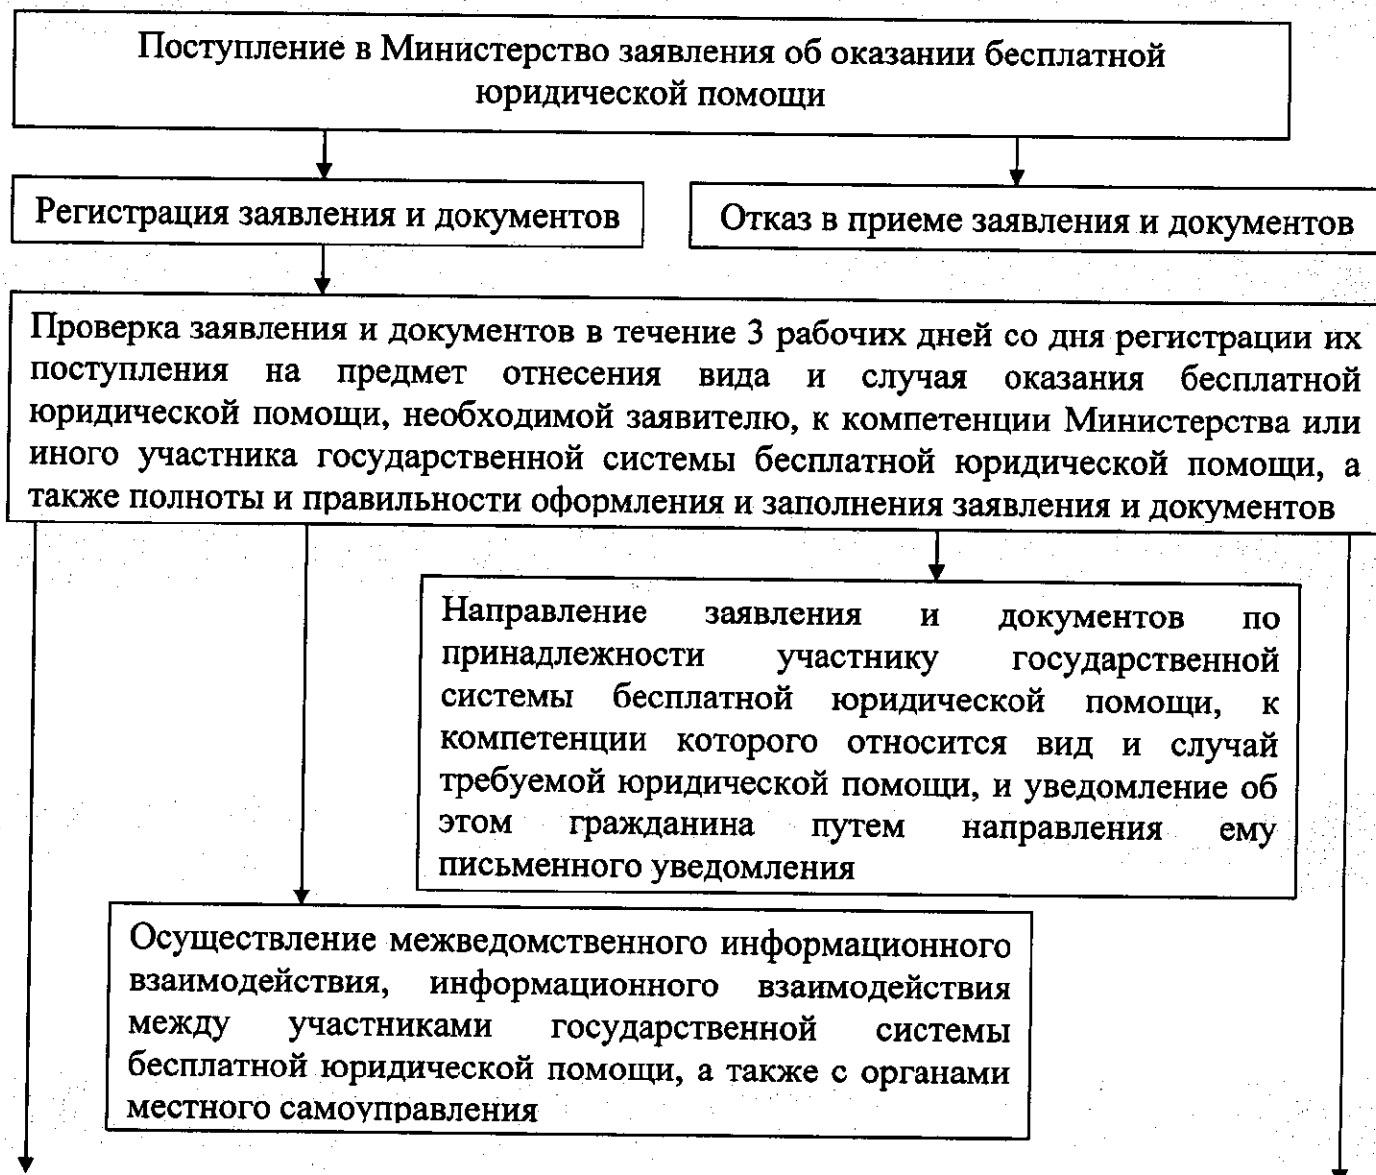 Поступление в Министерство заявления об оказании бесплатной
юридической помощи
Регистрация заявления и документов
Отказ в приеме заявления и документов
Проверка заявления и документов в течение 3 рабочих дней со дня регистрации их
поступления на предмет отнесения вида и случая оказания бесплатной
юридической помощи, необходимой заявителю, к компетенции Министерства или
иного участника государственной системы бесплатной юридической помощи, а
также полноты и правильности оформления и заполнения заявления и документов
Направление заявления и документов по
принадлежности участнику государственной
системы бесплатной юридической помощи, к
компетенции которого относится вид и случай
требуемой юридической помощи, и уведомление об
этом гражданина путем направления ему
письменного уведомления
Осуществление межведомственного информационного
взаимодействия, информационного взаимодействия
между участниками государственной системы
бесплатной юридической помощи, а также с органами
местного самоуправления